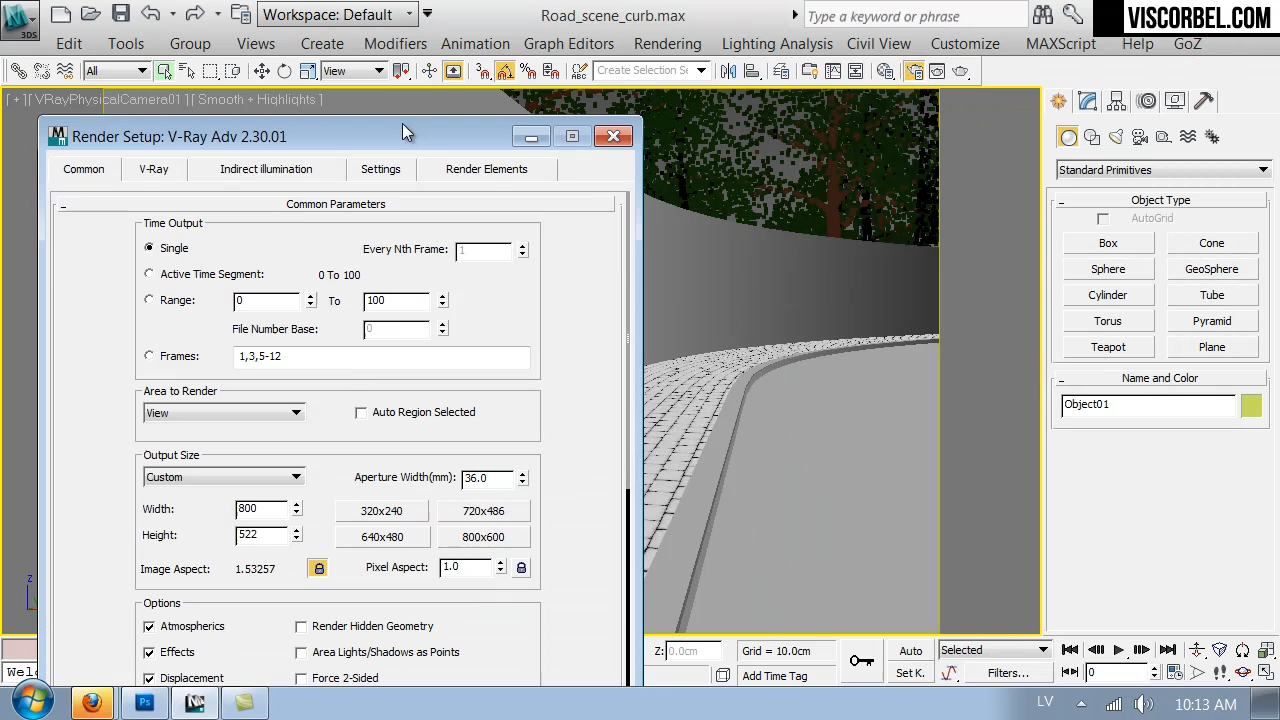 Workspace: Default
Road_scene_curb.max
Type a keyword or phrase
VISCORBEL.COM
3DS
Edit Tools Group Views Create Modifiers Animation Graph Editors Rendering Lighting Analysis Civil View Customize MAXScript Help GoZ
All View Create Selection Se
[ + ] [ VRayPhysicalCamera01 ] [ Smooth + Highlights ]
Render Setup: V-Ray Adv 2.30.01
Common V-Ray Indirect illumination Settings Render Elements
- Common Parameters
Time Output
Single Every Nth Frame: 1
Active Time Segment: 0 To 100
Range: 0 To 100
File Number Base: 0
Frames: 1,3,5-12
Area to Render
View Auto Region Selected
Output Size
Custom Aperture Width(mm): 36.0
Width: 800 320x240 720x486
Height: 522 640x480 800x600
Image Aspect: 1.53257 Pixel Aspect: 1.0
Options
Atmospherics Render Hidden Geometry
Effects Area Lights/Shadows as Points
Displacement Force 2-Sided
Standard Primitives
- Object Type
AutoGrid
Box Cone
Sphere GeoSphere
Cylinder Tube
Torus Pyramid
Teapot Plane
- Name and Color
Object01
z
Z: 0.0cm Grid = 10.0cm Auto Selected
Wel Add Time Tag Set K. Filters... 0
Ps LV 10:13 AM